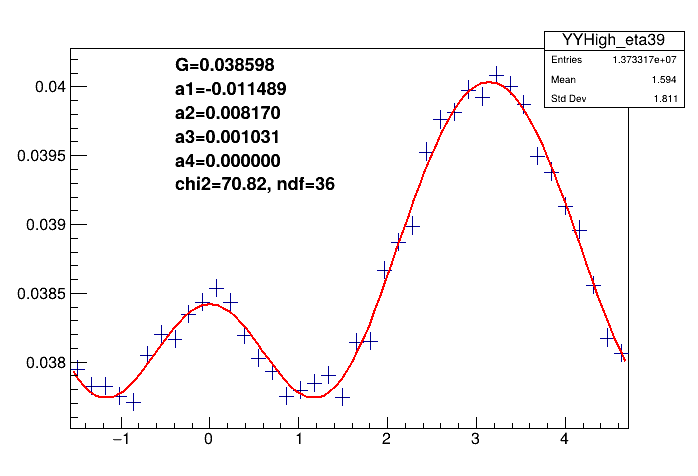 YYHigh_eta39
Entries 1.373317e+07
Mean 1.594
Std Dev 1.811
G=0.038598
a1=-0.011489
a2=0.008170
a3=0.001031
a4=0.000000
chi2=70.82, ndf=36
0.04
0.0395
0.039
0.0385
0.038
−1 0 1 2 3 4